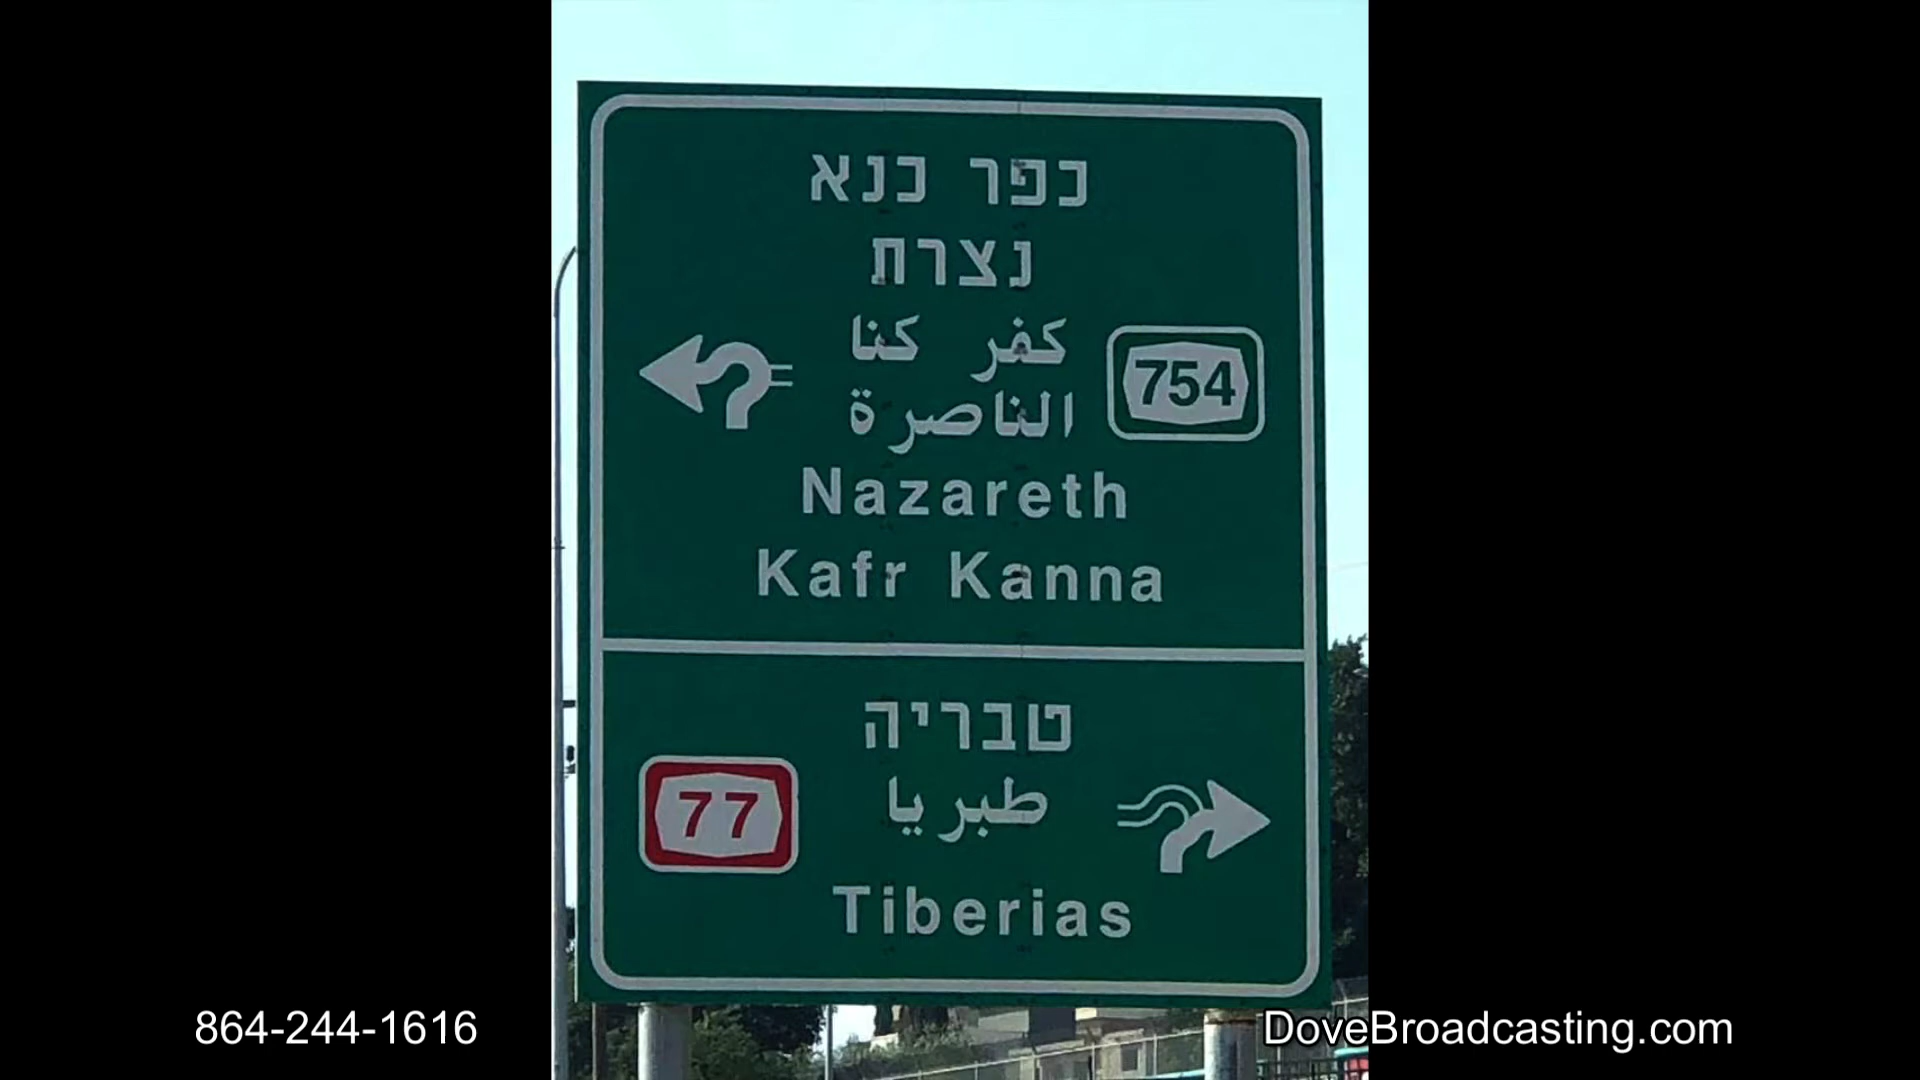 כפר כנא
נצרת
كفر كنا
الناصرة
754
Nazareth
Kafr Kanna
טבריה
77
طبريا
Tiberias
864-244-1616
DoveBroadcasting.com